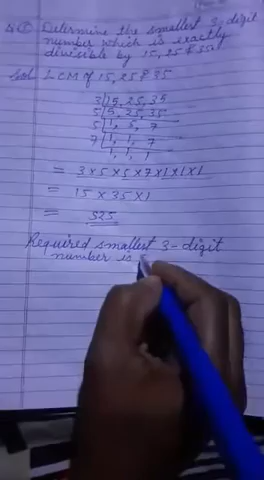 Q ③ Determine the smallest 3-digit
number which is exactly
divisible by 15, 25 & 35.
Sol LCM of 15, 25 & 35
3 | 15, 25, 35
5 | 5, 25, 35
5 | 1, 5, 7
7 | 1, 1, 7
1, 1, 1
= 3 × 5 × 5 × 7 × 1 × 1 × 1
= 15 × 35 × 1
= 525
Required smallest 3-digit
number is